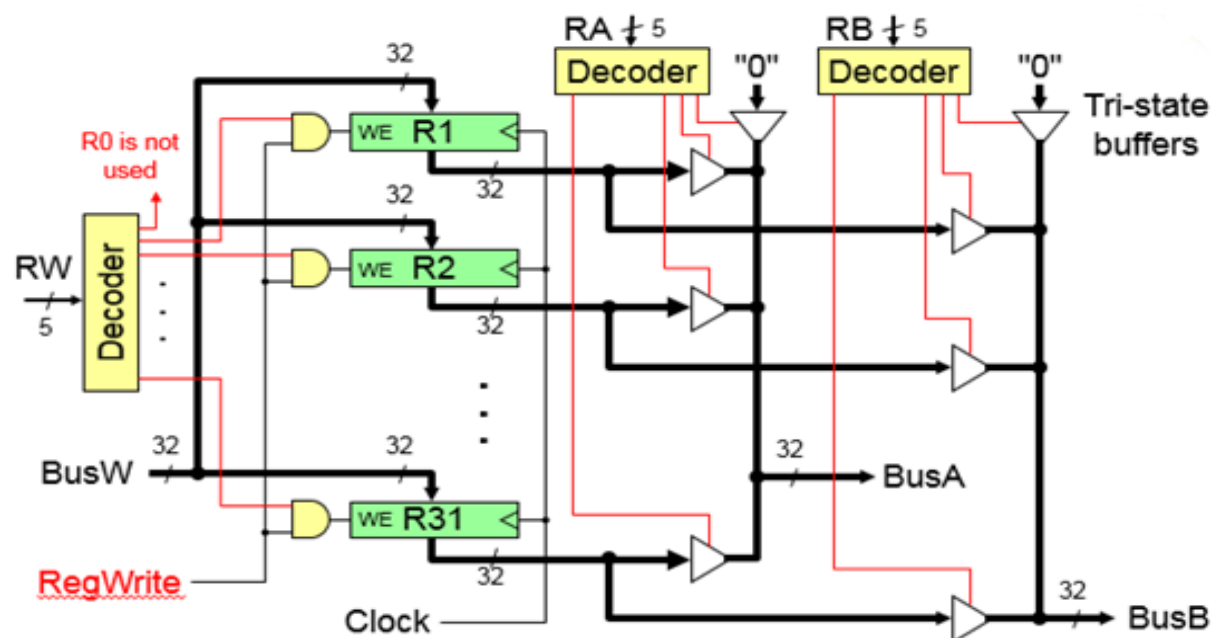 RA 5
Decoder
"0"
RB 5
Decoder
"0"
Tri-state
buffers
32
WE R1
32
R0 is not
used
32
WE R2
32
RW
5
Decoder
BusW 32
32
WE R31
32
32
BusA
RegWrite
Clock
32
BusB